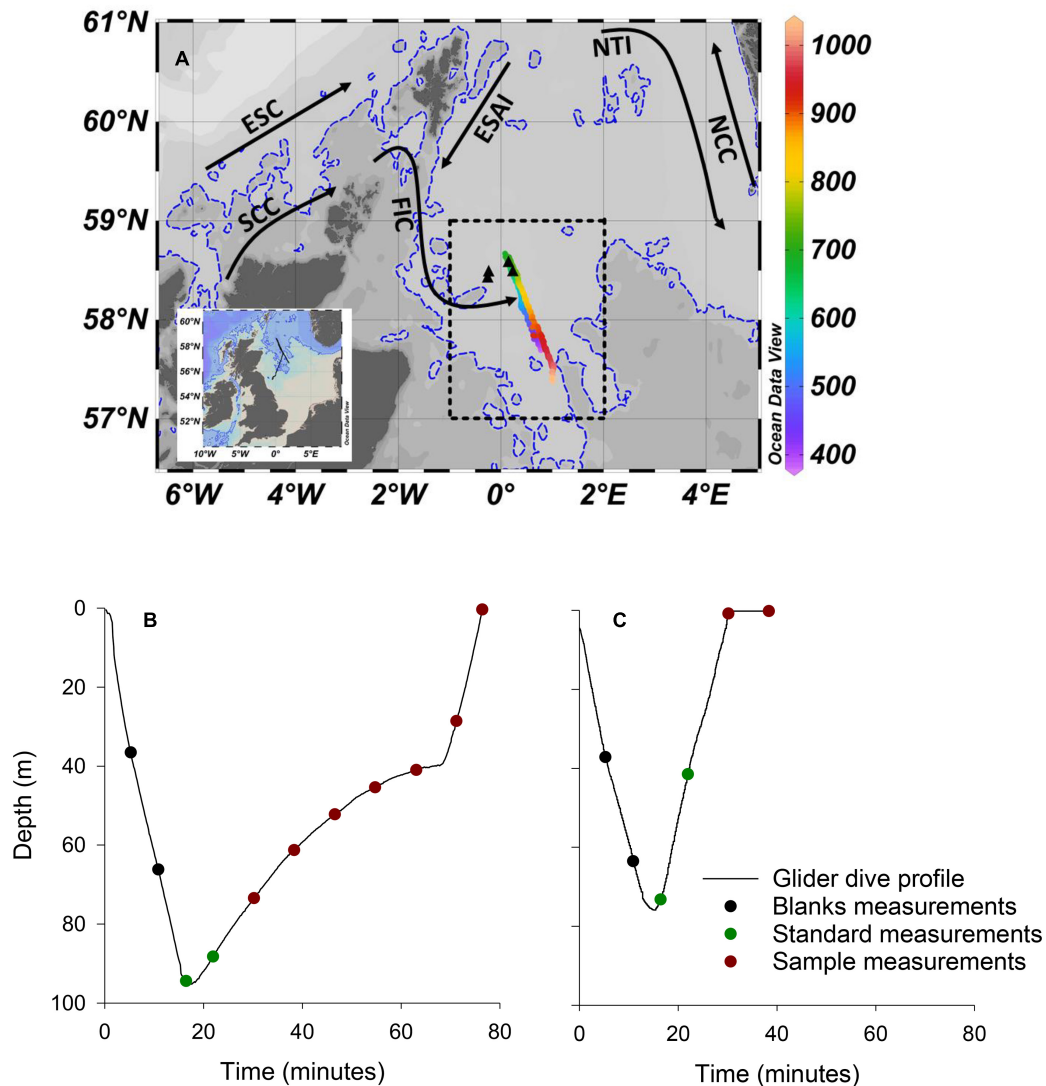 61°N
60°N
59°N
58°N
57°N
A
ESC
SCC
FIC
ESAI
NTI
NCC
6°W 4°W 2°W 0° 2°E 4°E
Ocean Data View
1000
900
800
700
600
500
400
60°N
58°N
56°N
54°N
52°N
10°W 5°W 0° 5°E
Ocean Data View
B
0
20
40
60
80
100
Depth (m)
0 20 40 60 80
Time (minutes)
C
Glider dive profile
Blanks measurements
Standard measurements
Sample measurements
0 20 40 60 80
Time (minutes)